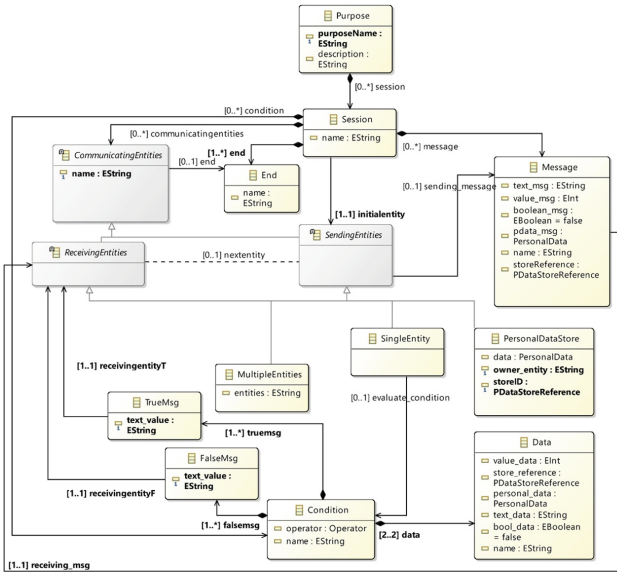 Purpose
purposeName :
EString
description :
EString
[0..*] session
[0..*] condition
Session
name : EString
[0..*] communicatingentities
[1..*] end
[0..*] message
CommunicatingEntities
name : EString
[0..1] end
End
name :
EString
[0..1] sending_message
Message
text_msg : EString
value_msg : EInt
boolean_msg :
EBoolean = false
pdata_msg :
PersonalData
name : EString
storeReference :
PDataStoreReference
[1..1] initialentity
SendingEntities
ReceivingEntities
[0..1] nextentity
[1..1] receivingentityT
MultipleEntities
entities : EString
SingleEntity
PersonalDataStore
data : PersonalData
owner_entity : EString
storeID :
PDataStoreReference
[0..1] evaluate_condition
TrueMsg
text_value :
EString
[1..*] truemsg
FalseMsg
text_value :
EString
[1..1] receivingentityF
[1..*] falsemsg
Condition
operator : Operator
name : EString
[2..2] data
Data
value_data : EInt
store_reference :
PDataStoreReference
personal_data :
PersonalData
text_data : EString
bool_data : EBoolean
= false
name : EString
[1..1] receiving_msg